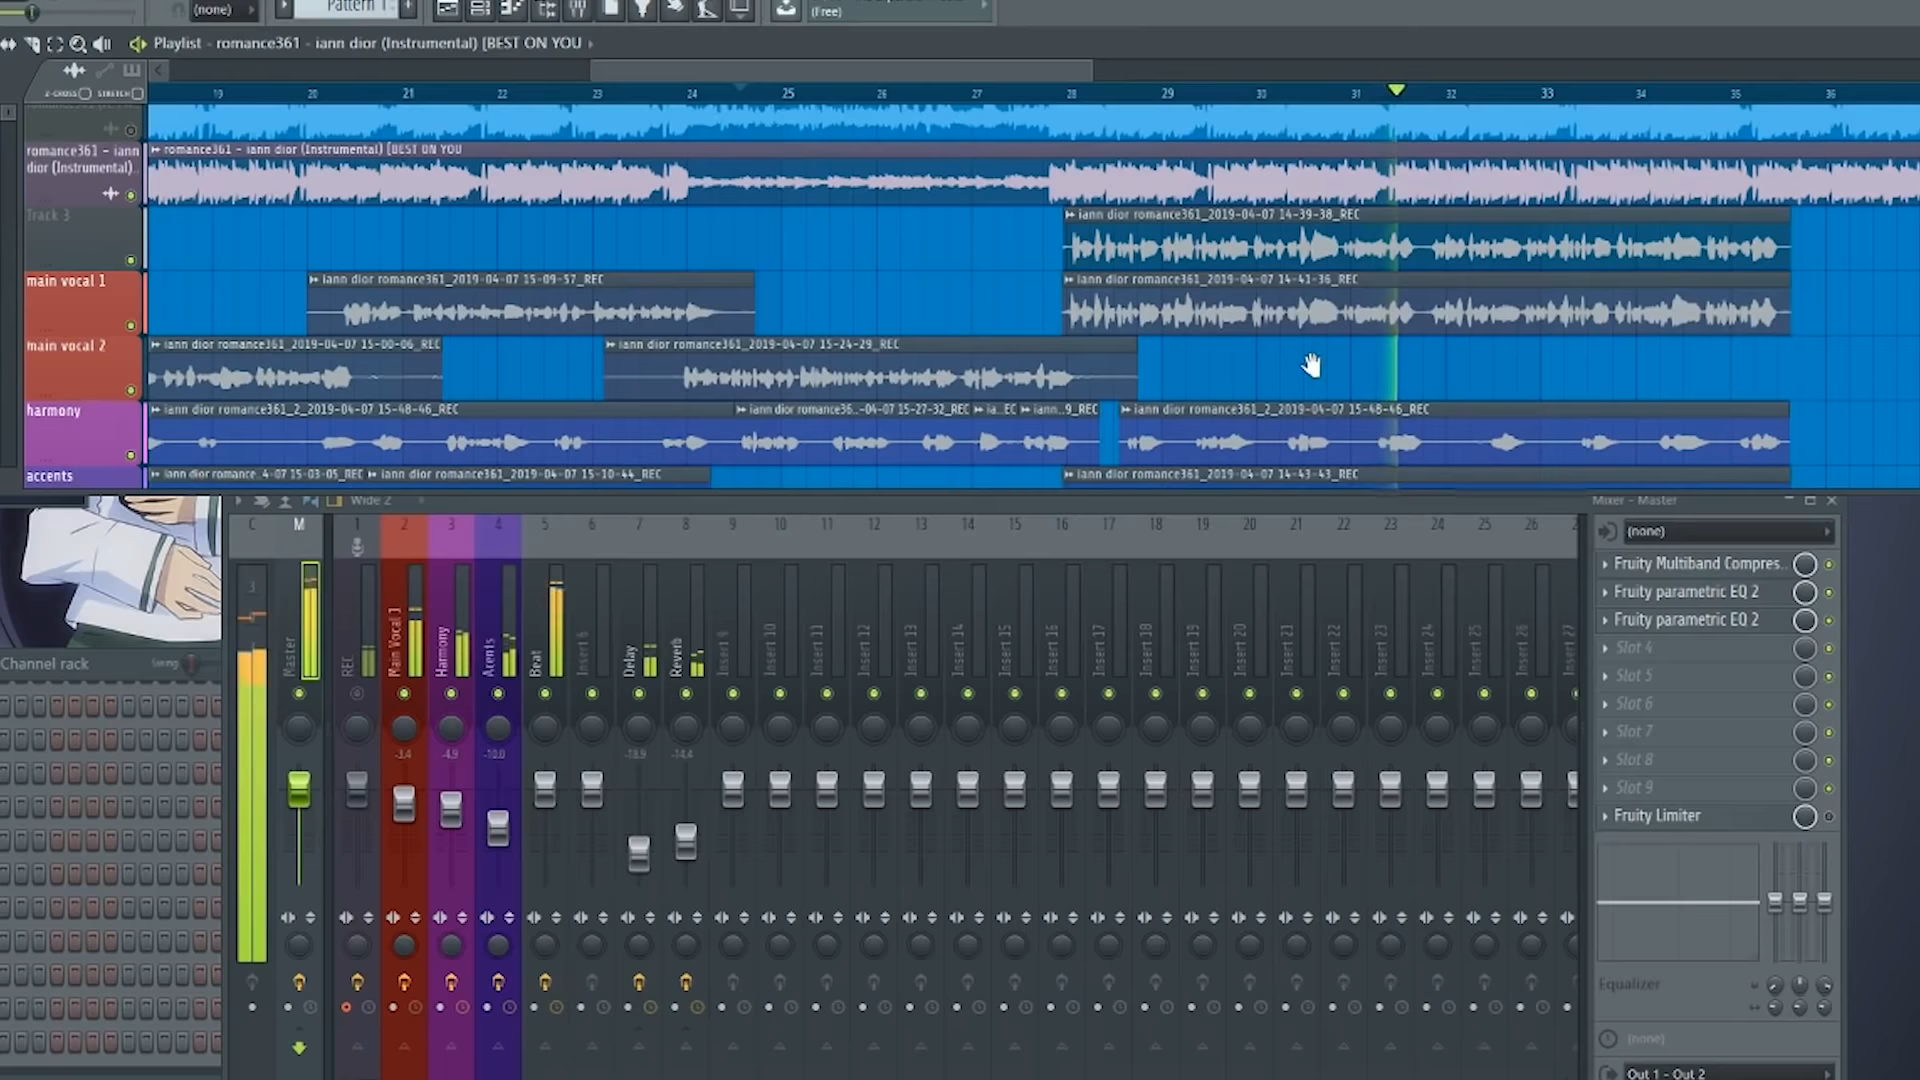 (none)
Pattern 1
(Free)
Playlist - romance361 - iann dior (Instrumental) [BEST ON YOU
Z-CROSS STRETCH
19 20 21 22 23 24 25 26 27 28 29 30 31 32 33 34 35 36
romance361 - iann
dior (Instrumental)..
romance361 - iann dior (Instrumental) [BEST ON YOU
Track 3
iann dior romance361_2019-04-07 14-39-38_REC
main vocal 1
iann dior romance361_2019-04-07 15-09-57_REC
iann dior romance361_2019-04-07 14-41-36_REC
main vocal 2
iann dior romance361_2019-04-07 15-00-06_REC
iann dior romance361_2019-04-07 15-24-29_REC
harmony
iann dior romance361_2_2019-04-07 15-48-46_REC
iann dior romance36..-04-07 15-27-32_REC
ia..EC
iann..9_REC
iann dior romance361_2_2019-04-07 15-48-46_REC
accents
iann dior romance..4-07 15-03-05_REC
iann dior romance361_2019-04-07 15-10-44_REC
iann dior romance361_2019-04-07 14-43-43_REC
Wide 2
Mixer - Master
C M 1 2 3 4 5 6 7 8 9 10 11 12 13 14 15 16 17 18 19 20 21 22 23 24 25 26
(none)
3
Master
REC
Main Vocal 1
Harmony
Acents
Beat
Insert 6
Delay
Reverb
Insert 9
Insert 10
Insert 11
Insert 12
Insert 13
Insert 14
Insert 15
Insert 16
Insert 17
Insert 18
Insert 19
Insert 20
Insert 21
Insert 22
Insert 23
Insert 24
Insert 25
Insert 26
Insert 27
Fruity Multiband Compres..
Fruity parametric EQ 2
Fruity parametric EQ 2
Slot 4
Slot 5
Slot 6
Slot 7
Slot 8
Slot 9
Fruity Limiter
Channel rack
Swing
-3.4 -4.9 -10.0 -18.9 -14.4
Equalizer
(none)
Out 1 - Out 2